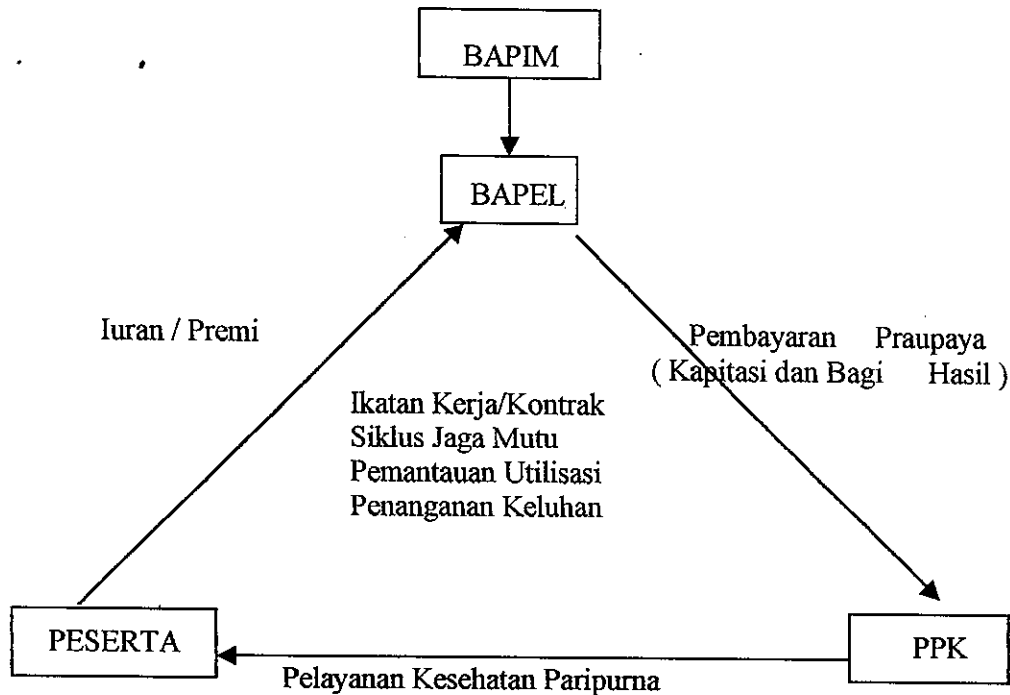 BAPIM
BAPEL
Iuran / Premi
Pembayaran Praupaya
( Kapitasi dan Bagi Hasil )
Ikatan Kerja/Kontrak
Siklus Jaga Mutu
Pemantauan Utilisasi
Penanganan Keluhan
PESERTA
PPK
Pelayanan Kesehatan Paripurna